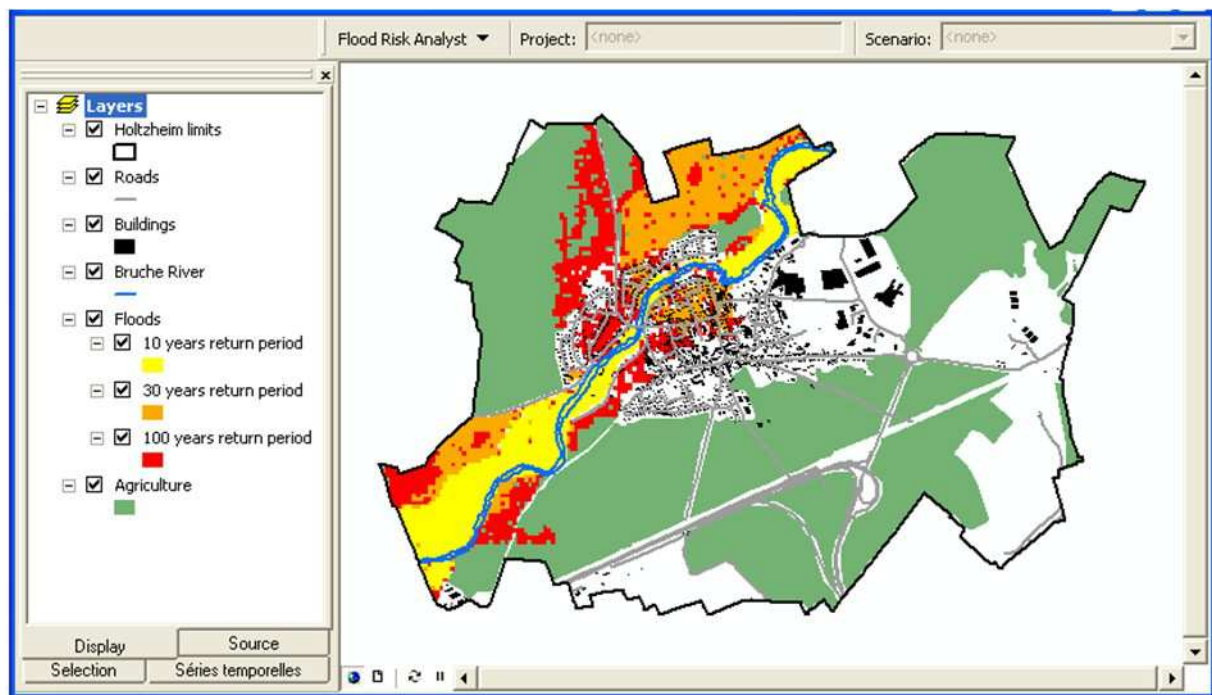 Flood Risk Analyst Project: <none> Scenario: <none>
Layers
Holtzheim limits
Roads
Buildings
Bruche River
Floods
10 years return period
30 years return period
100 years return period
Agriculture
Display Source
Selection Séries temporelles